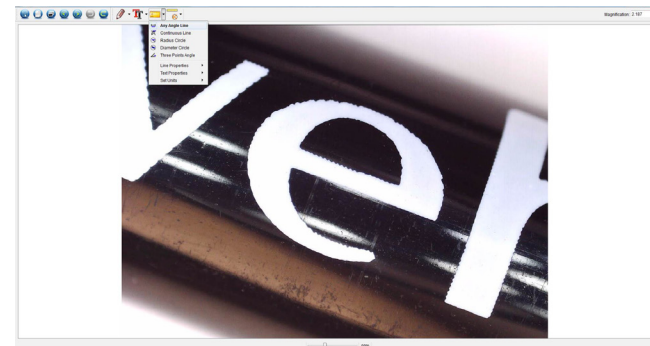 Magnification: 2.167
Any Angle Line
Continuous Line
Radius Circle
Diameter Circle
Three Points Angle
Line Properties
Text Properties
Set Units
ver